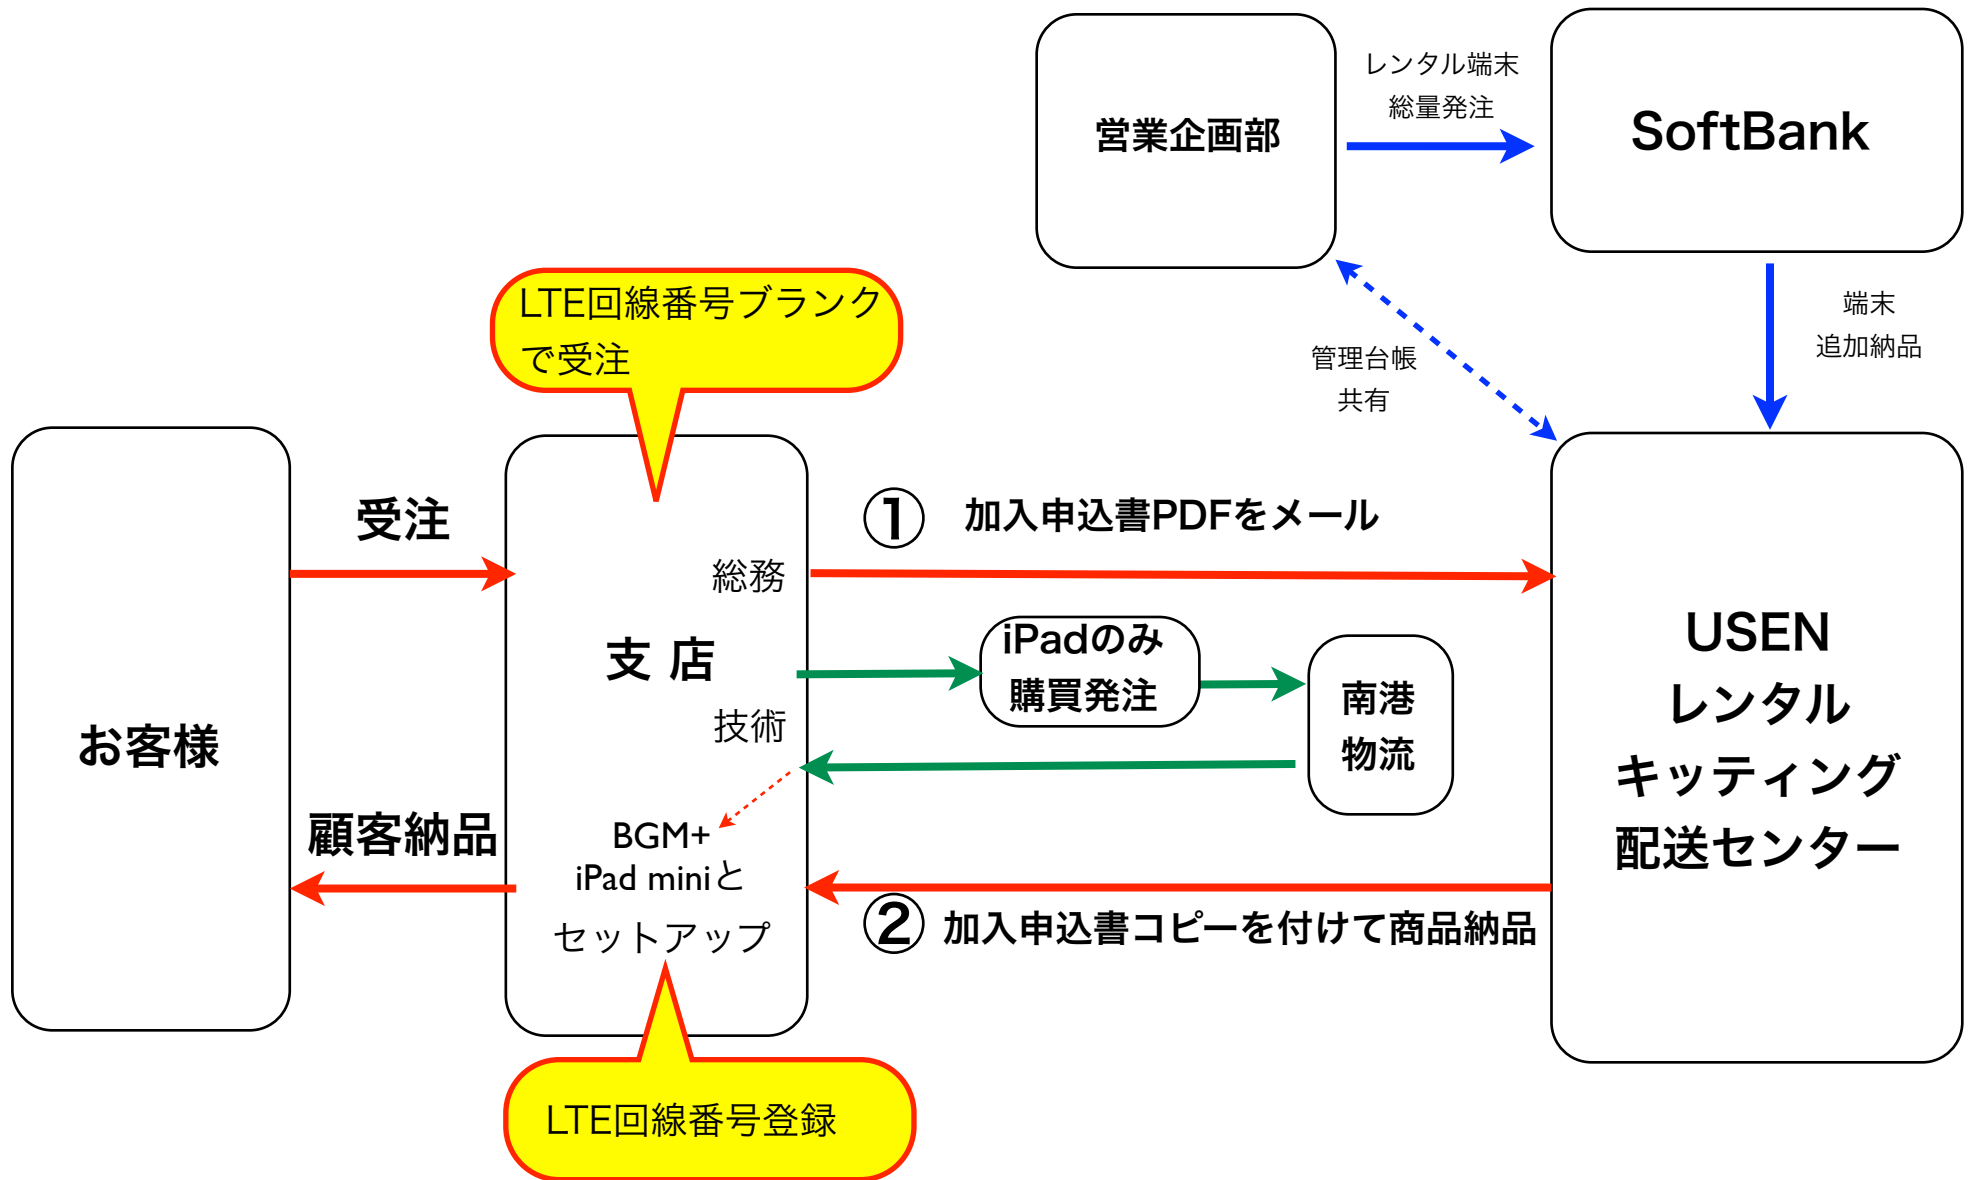 営業企画部
レンタル端末
総量発注
SoftBank
端末
追加納品
管理台帳
共有
LTE回線番号ブランク
で受注
お客様
受注
顧客納品
支 店
総務
技術
BGM+
iPad miniと
セットアップ
① 加入申込書PDFをメール
iPadのみ
購買発注
南港
物流
② 加入申込書コピーを付けて商品納品
USEN
レンタル
キッティング
配送センター
LTE回線番号登録